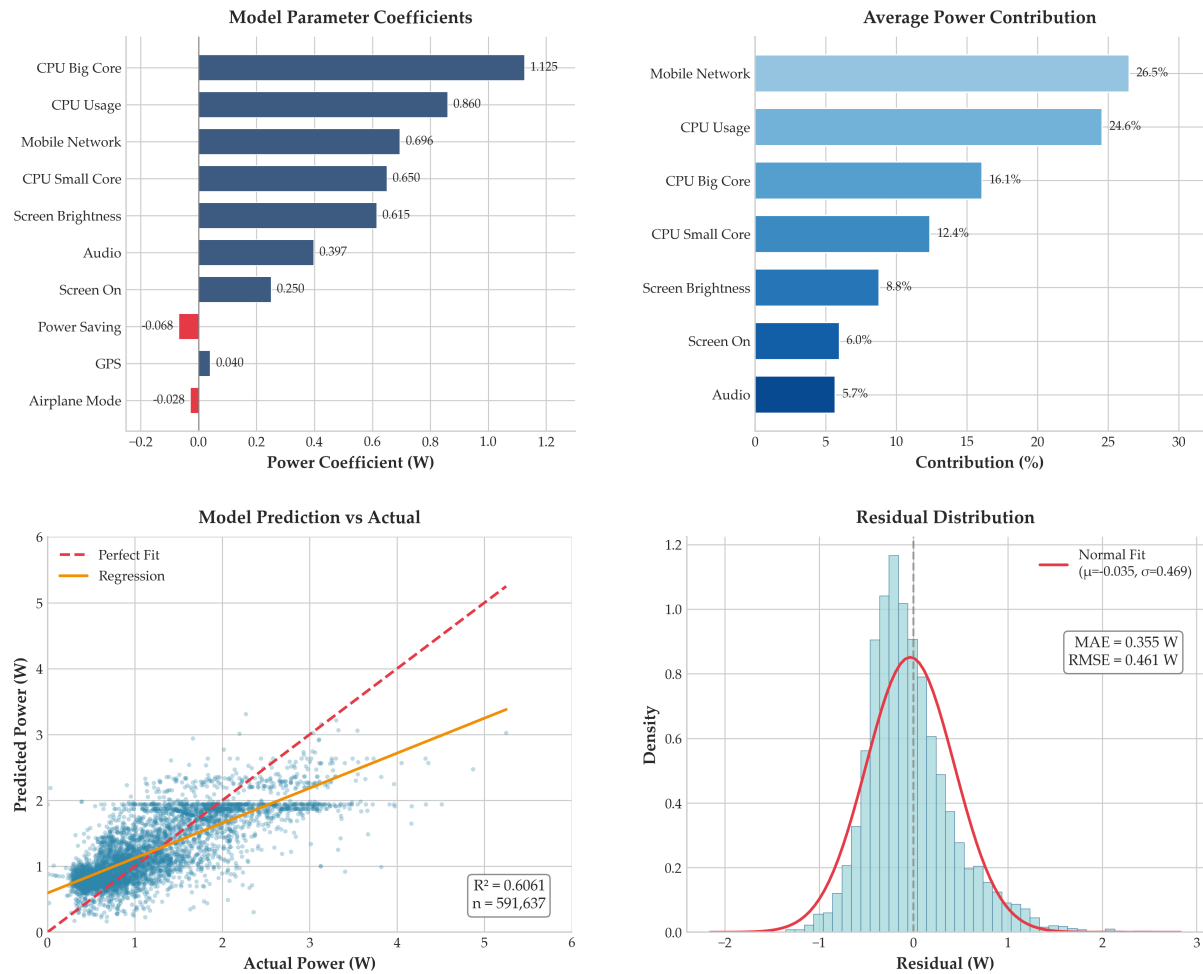 Model Parameter Coefficients
CPU Big Core
1.125
CPU Usage
0.860
Mobile Network
0.696
CPU Small Core
0.650
Screen Brightness
0.615
Audio
0.397
Screen On
0.250
Power Saving
-0.068
GPS
0.040
Airplane Mode
-0.028
−0.2 0.0 0.2 0.4 0.6 0.8 1.0 1.2
Power Coefficient (W)
Average Power Contribution
Mobile Network
26.5%
CPU Usage
24.6%
CPU Big Core
16.1%
CPU Small Core
12.4%
Screen Brightness
8.8%
Screen On
6.0%
Audio
5.7%
0 5 10 15 20 25 30
Contribution (%)
Model Prediction vs Actual
Predicted Power (W)
6
5
4
3
2
1
0
Perfect Fit
Regression
R² = 0.6061
n = 591,637
0 1 2 3 4 5 6
Actual Power (W)
Residual Distribution
Density
1.2
1.0
0.8
0.6
0.4
0.2
0.0
Normal Fit
(μ=-0.035, σ=0.469)
MAE = 0.355 W
RMSE = 0.461 W
−2 −1 0 1 2 3
Residual (W)